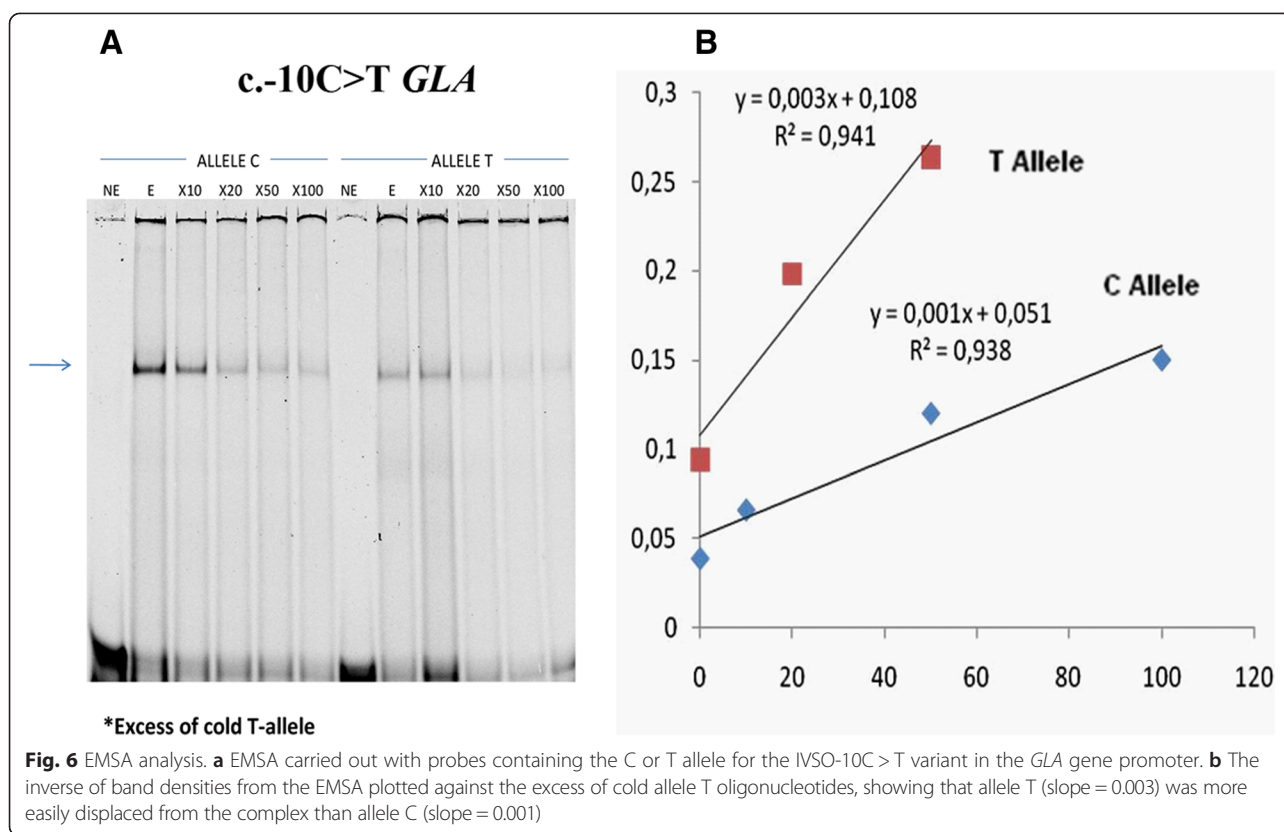 A
c.-10C>T GLA
ALLELE C ALLELE T
NE E X10 X20 X50 X100 NE E X10 X20 X50 X100
*Excess of cold T-allele
B
0,3
0,25
0,2
0,15
0,1
0,05
0
0 20 40 60 80 100 120
y = 0,003x + 0,108
R² = 0,941
T Allele
C Allele
y = 0,001x + 0,051
R² = 0,938
Fig. 6 EMSA analysis. a EMSA carried out with probes containing the C or T allele for the IVSO-10C > T variant in the GLA gene promoter. b The
inverse of band densities from the EMSA plotted against the excess of cold allele T oligonucleotides, showing that allele T (slope = 0.003) was more
easily displaced from the complex than allele C (slope = 0.001)